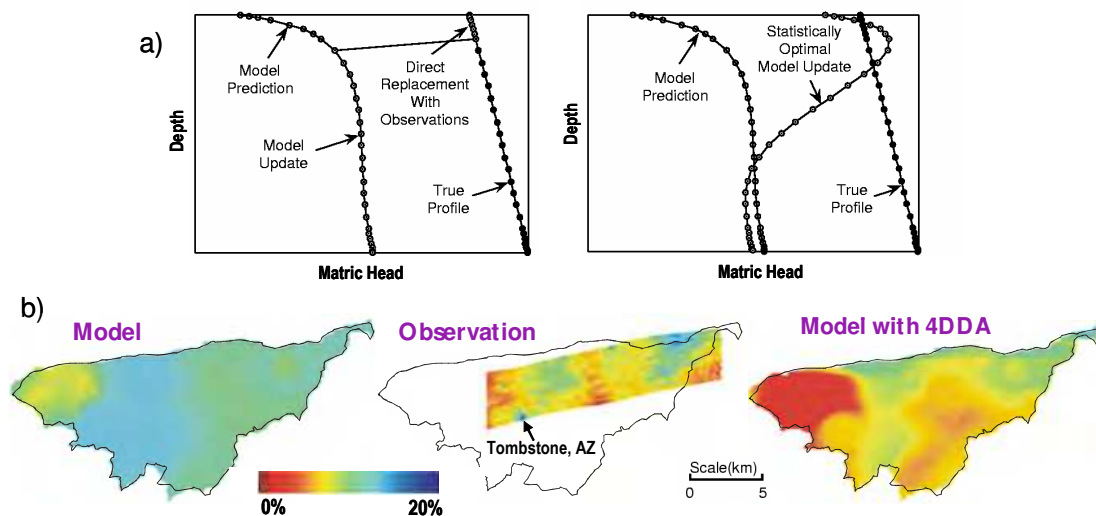 a)
Depth
Model
Prediction
Direct
Replacement
With
Observations
Model
Update
True
Profile
Matric Head
Depth
Model
Prediction
Statistically
Optimal
Model Update
True
Profile
Matric Head
b)
Model
Observation
Model with 4DDA
Tombstone, AZ
0%
20%
Scale(km)
0
5